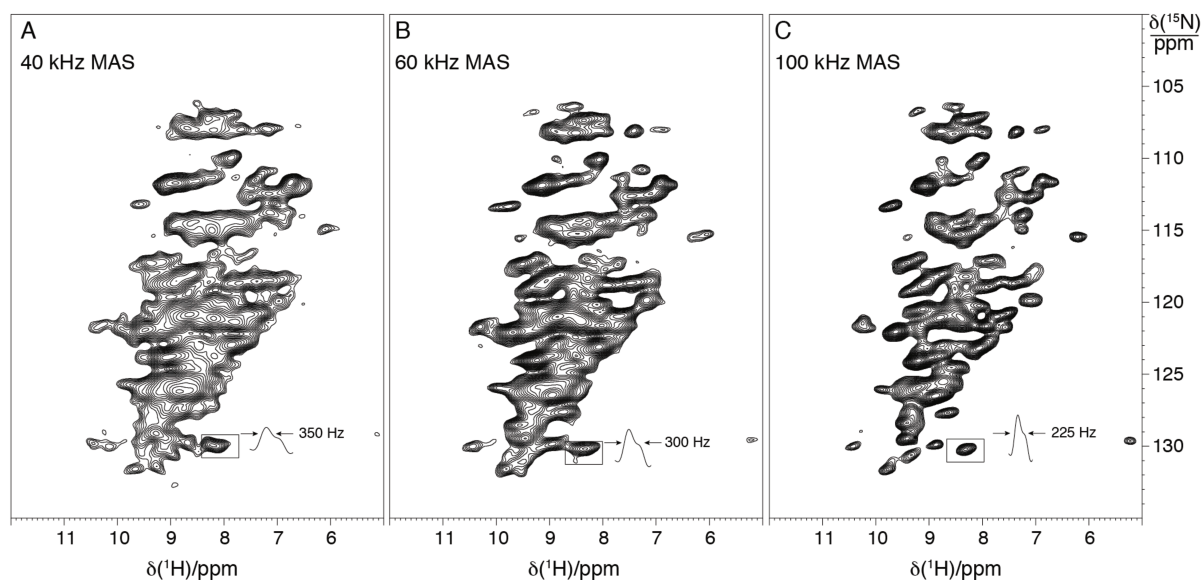 A
40 kHz MAS
B
60 kHz MAS
C
100 kHz MAS
δ(¹⁵N)
ppm
105
110
115
120
125
130
350 Hz
300 Hz
225 Hz
11 10 9 8 7 6
11 10 9 8 7 6
11 10 9 8 7 6
δ(¹H)/ppm
δ(¹H)/ppm
δ(¹H)/ppm